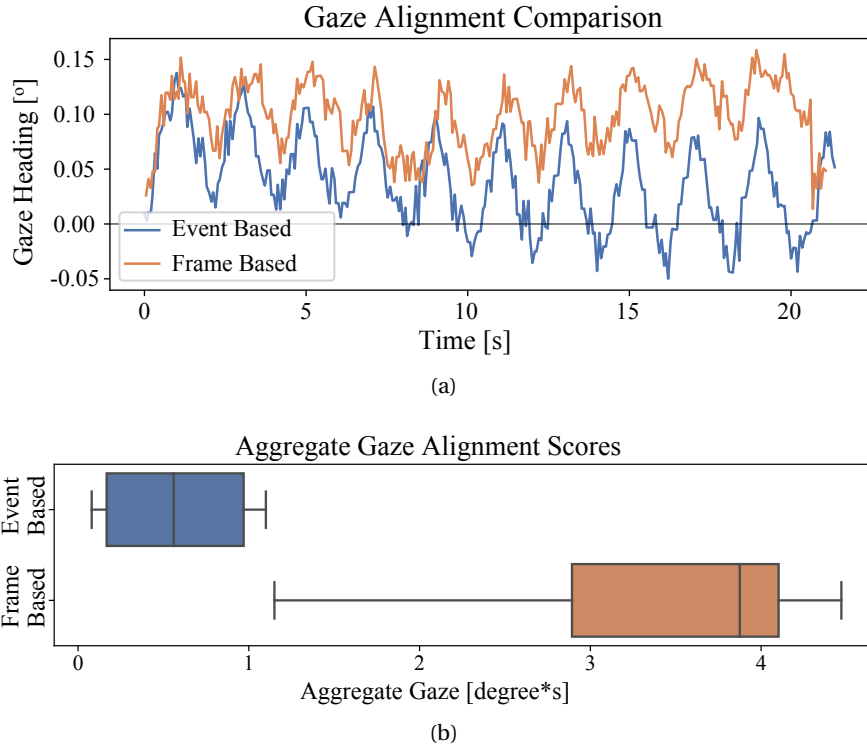 Gaze Alignment Comparison
Gaze Heading [º]
0.15
0.10
0.05
0.00
-0.05
Event Based
Frame Based
0
5
10
15
20
Time [s]
(a)
Aggregate Gaze Alignment Scores
Event
Based
Frame
Based
0
1
2
3
4
Aggregate Gaze [degree*s]
(b)